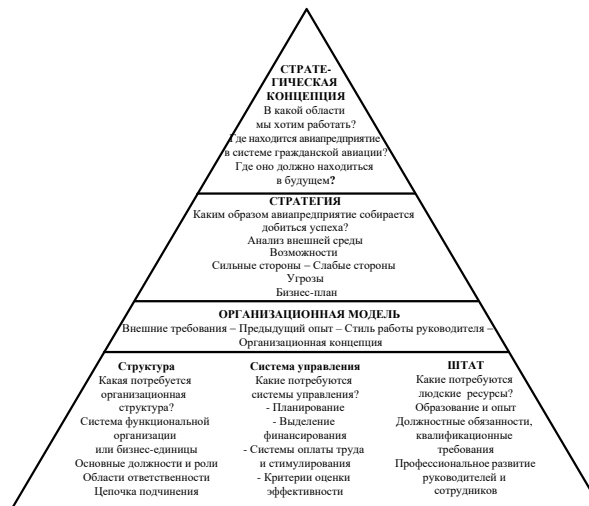 СТРАТЕ-
ГИЧЕСКАЯ
КОНЦЕПЦИЯ
В какой области
мы хотим работать?
Где находится авиапредприятие
в системе гражданской авиации?
Где оно должно находиться
в будущем?
СТРАТЕГИЯ
Каким образом авиапредприятие собирается
добиться успеха?
Анализ внешней среды
Возможности
Сильные стороны – Слабые стороны
Угрозы
Бизнес-план
ОРГАНИЗАЦИОННАЯ МОДЕЛЬ
Внешние требования – Предыдущий опыт – Стиль работы руководителя –
Организационная концепция
Структура
Какая потребуется
организационная
структура?
Система функциональной
организации
или бизнес-единицы
Основные должности и роли
Области ответственности
Цепочка подчинения
Система управления
Какие потребуются
системы управления?
- Планирование
- Выделение
финансирования
- Системы оплаты труда
и стимулирования
- Критерии оценки
эффективности
ШТАТ
Какие потребуются
людские ресурсы?
Образование и опыт
Должностные обязанности,
квалификационные
требования
Профессиональное развитие
руководителей и
сотрудников